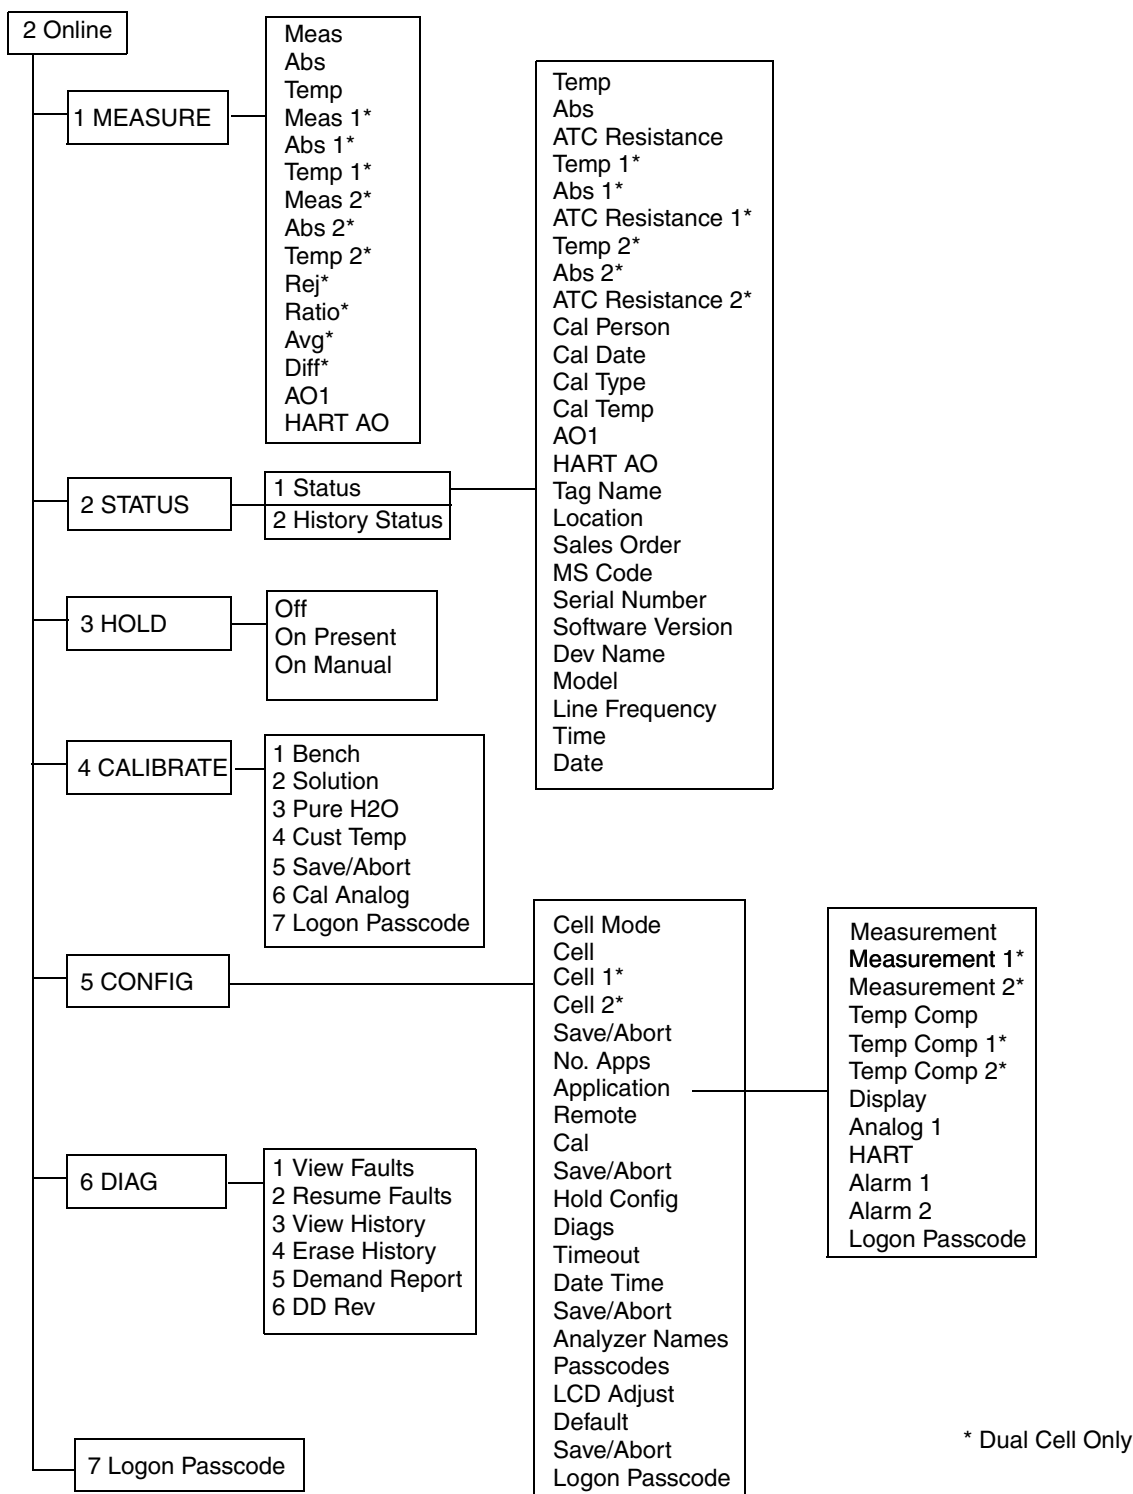 2 Online
1 MEASURE
Meas
Abs
Temp
Meas 1*
Abs 1*
Temp 1*
Meas 2*
Abs 2*
Temp 2*
Rej*
Ratio*
Avg*
Diff*
AO1
HART AO
2 STATUS
1 Status
2 History Status
Temp
Abs
ATC Resistance
Temp 1*
Abs 1*
ATC Resistance 1*
Temp 2*
Abs 2*
ATC Resistance 2*
Cal Person
Cal Date
Cal Type
Cal Temp
AO1
HART AO
Tag Name
Location
Sales Order
MS Code
Serial Number
Software Version
Dev Name
Model
Line Frequency
Time
Date
3 HOLD
Off
On Present
On Manual
4 CALIBRATE
1 Bench
2 Solution
3 Pure H2O
4 Cust Temp
5 Save/Abort
6 Cal Analog
7 Logon Passcode
5 CONFIG
Cell Mode
Cell
Cell 1*
Cell 2*
Save/Abort
No. Apps
Application
Remote
Cal
Save/Abort
Hold Config
Diags
Timeout
Date Time
Save/Abort
Analyzer Names
Passcodes
LCD Adjust
Default
Save/Abort
Logon Passcode
Measurement
Measurement 1*
Measurement 2*
Temp Comp
Temp Comp 1*
Temp Comp 2*
Display
Analog 1
HART
Alarm 1
Alarm 2
Logon Passcode
6 DIAG
1 View Faults
2 Resume Faults
3 View History
4 Erase History
5 Demand Report
6 DD Rev
7 Logon Passcode
* Dual Cell Only